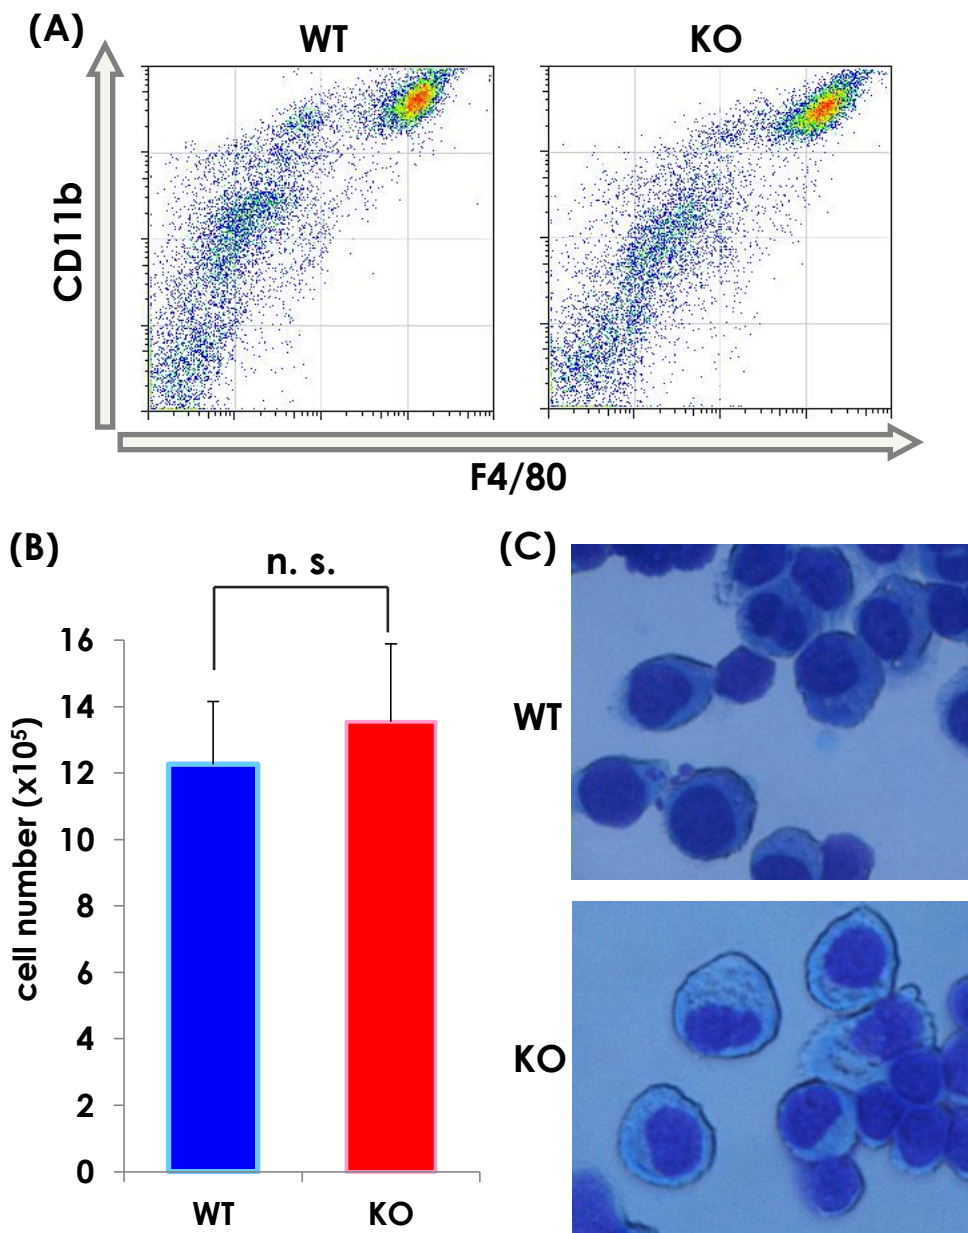 (A)
WT
KO
CD11b
F4/80
(B)
n. s.
16
14
12
10
8
6
4
2
0
cell number (x10⁵)
WT
KO
(C)
WT
KO